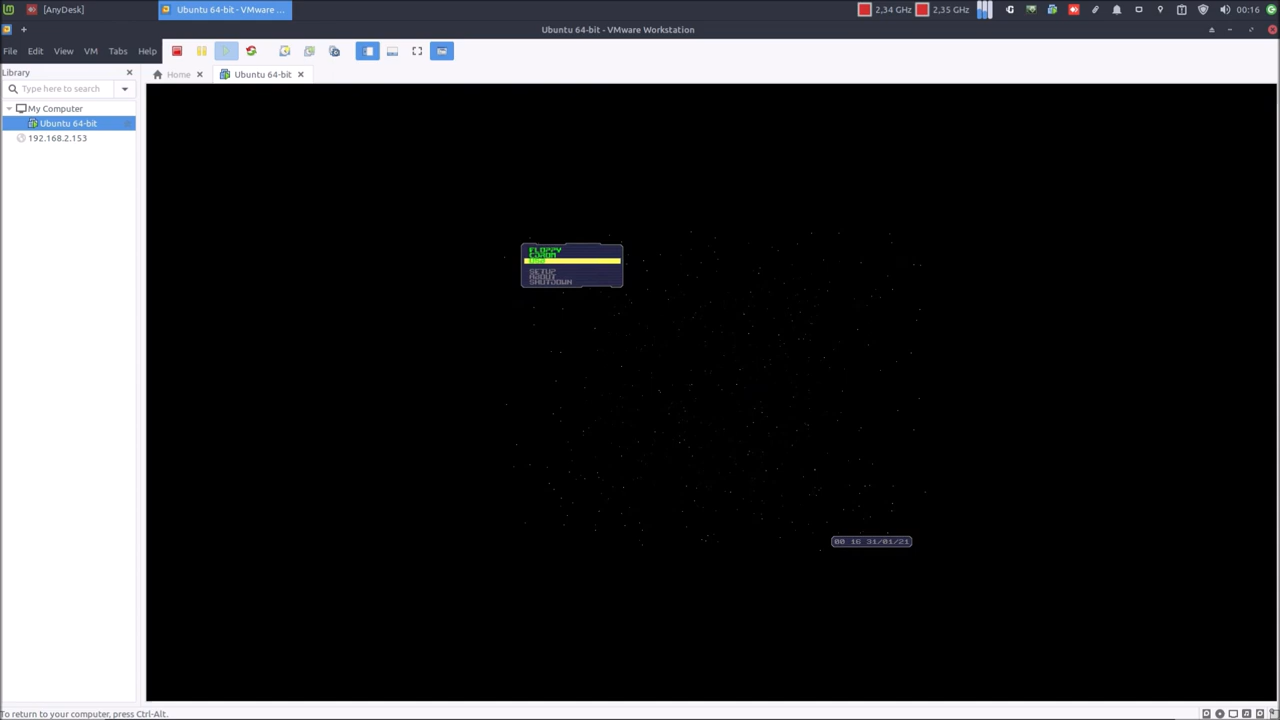 [AnyDesk]
Ubuntu 64-bit - VMware ...
2,34 GHz
2,35 GHz
00:16
Ubuntu 64-bit - VMware Workstation
File Edit View VM Tabs Help
Library
Home
Ubuntu 64-bit
Type here to search
My Computer
Ubuntu 64-bit
192.168.2.153
FLOPPY
CDROM
USB
SETUP
ABOUT
SHUTDOWN
00 16 31/01/21
To return to your computer, press Ctrl-Alt.